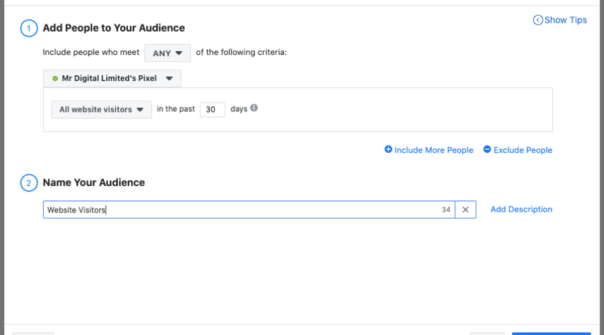 Show Tips
1 Add People to Your Audience
Include people who meet ANY of the following criteria:
Mr Digital Limited's Pixel
All website visitors in the past 30 days
Include More People Exclude People
2 Name Your Audience
Website Visitors 34 Add Description